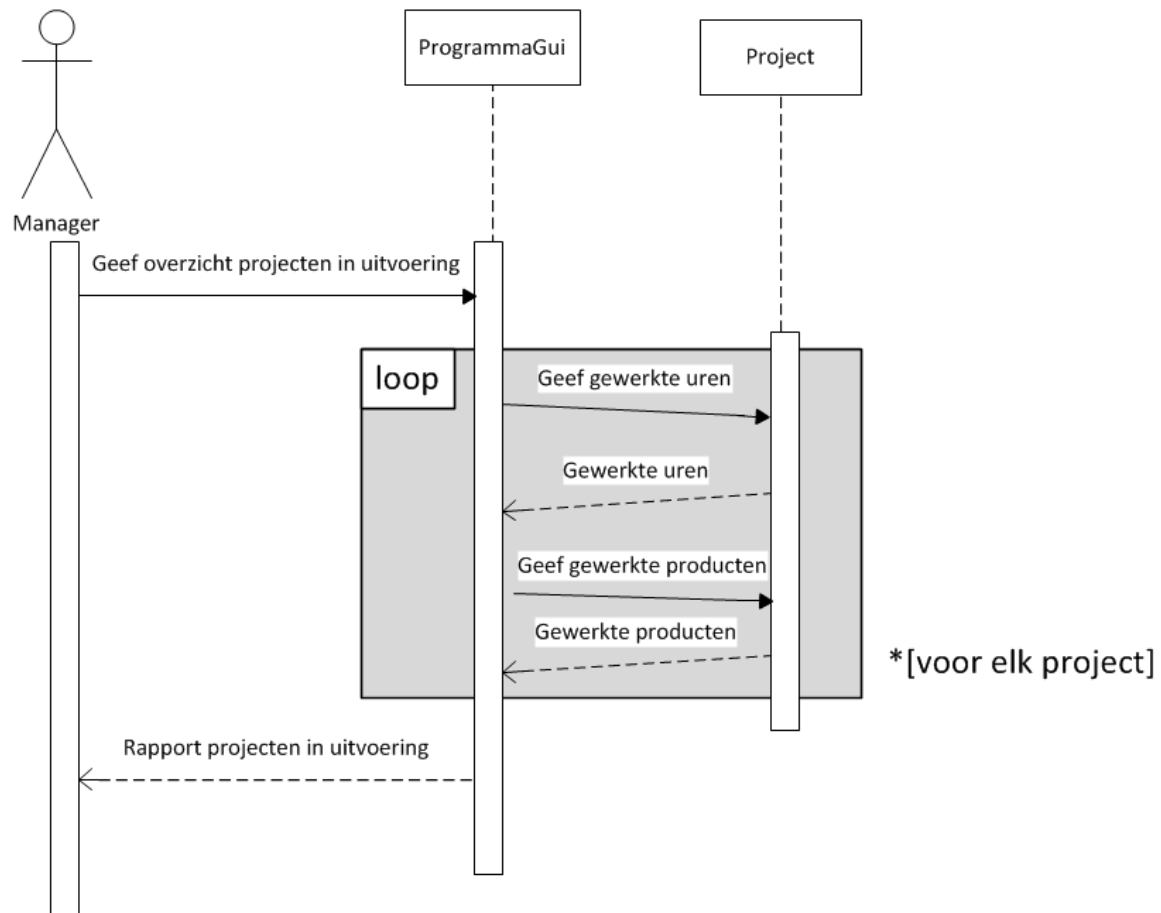 ProgrammaGui
Project
Manager
Geef overzicht projecten in uitvoering
loop
Geef gewerkte uren
Gewerkte uren
Geef gewerkte producten
Gewerkte producten
*[voor elk project]
Rapport projecten in uitvoering